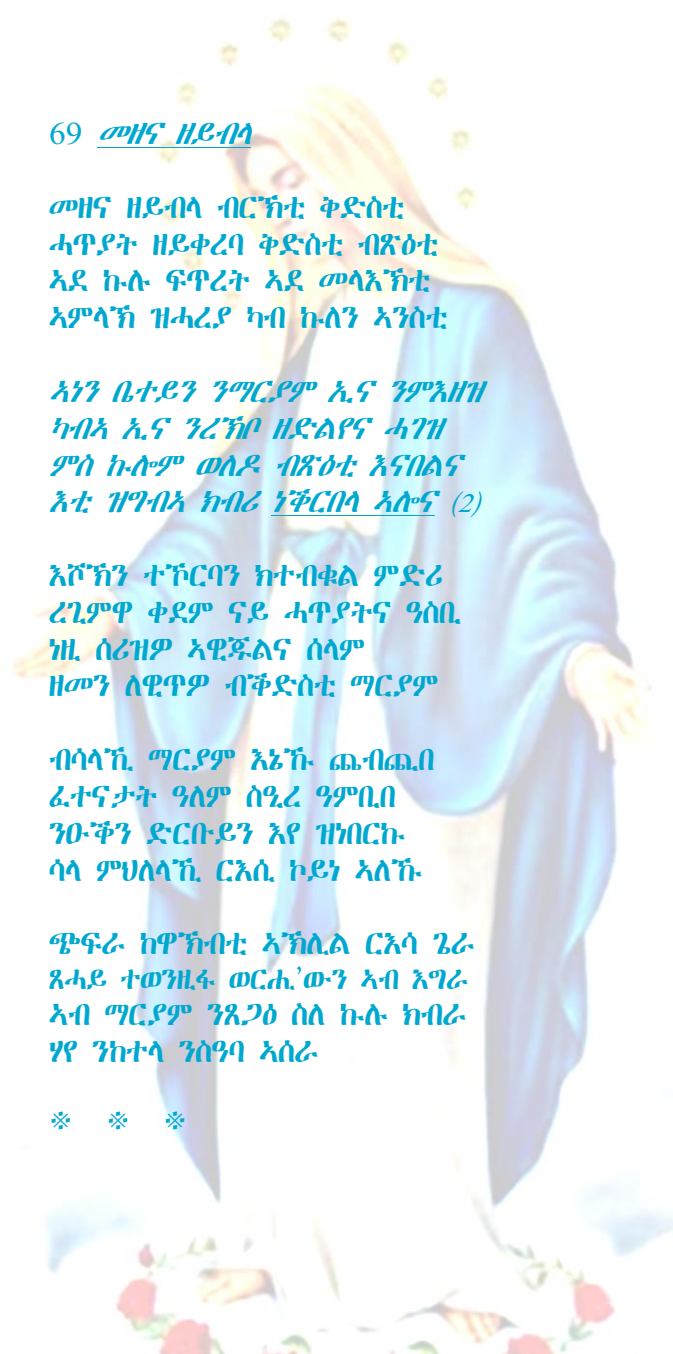 69 መዘና ዘይብላ
መዘና ዘይብላ ብርኽቲ ቅድስቲ
ሓጥያት ዘይቀረባ ቅድስቲ ብጽዕቲ
ኣደ ኩሉ ፍጥረት ኣደ መላእኽቲ
ኣምላኽ ዝሓረያ ካብ ኩለን ኣንስቲ
ኣነን ቤተይን ንማርያም ኢና ንምእዘዝ
ካብኣ ኢና ንረኽቦ ዘድልየና ሓገዝ
ምስ ኩሎም ወለዶ ብጽዕቲ እናበልና
እቲ ዝግብኣ ክብሪ ነቕርበላ ኣሎና (2)
እሾኽን ተኾርባን ክተብቁል ምድሪ
ረጊምዋ ቀደም ናይ ሓጥያትና ዓስቢ
ነዚ ሰሪዝዎ ኣዊጁልና ሰላም
ዘመን ለዊጥዎ ብቕድስቲ ማርያም
ብሳላኺ ማርያም እኔኹ ጨብጪበ
ፈተናታት ዓለም ስዒረ ዓምቢበ
ንዑቕን ድርቡይን እየ ዝነበርኩ
ሳላ ምህለላኺ ርእሲ ኮይነ ኣለኹ
ጭፍራ ከዋኽብቲ ኣኽሊል ርእሳ ጌራ
ጸሓይ ተወንዚፋ ወርሒ’ውን ኣብ እግራ
ኣብ ማርያም ንጸጋዕ ስለ ኩሉ ክብራ
ሃየ ንከተላ ንስዓባ ኣሰራ
※ ※ ※